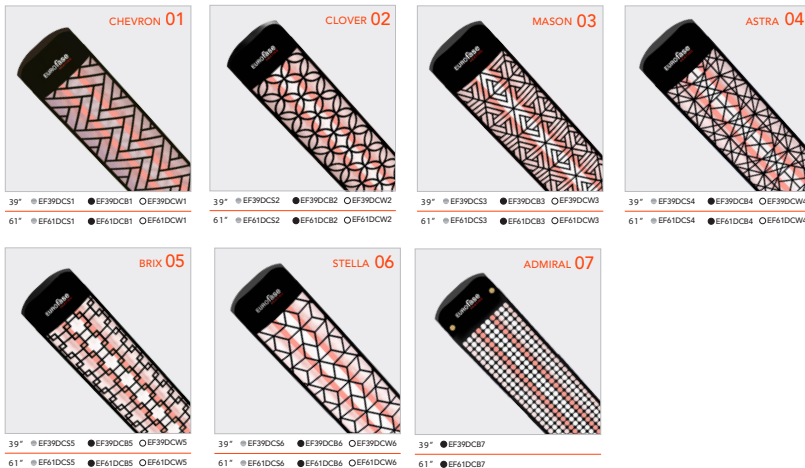 CHEVRON 01
EUROfase
39" EF39DCS1 EF39DCB1 EF39DCW1
61" EF61DCS1 EF61DCB1 EF61DCW1
CLOVER 02
EUROfase
39" EF39DCS2 EF39DCB2 EF39DCW2
61" EF61DCS2 EF61DCB2 EF61DCW2
MASON 03
EUROfase
39" EF39DCS3 EF39DCB3 EF39DCW3
61" EF61DCS3 EF61DCB3 EF61DCW3
ASTRA 04
EUROfase
39" EF39DCS4 EF39DCB4 EF39DCW4
61" EF61DCS4 EF61DCB4 EF61DCW4
BRIX 05
EUROfase
39" EF39DCS5 EF39DCB5 EF39DCW5
61" EF61DCS5 EF61DCB5 EF61DCW5
STELLA 06
EUROfase
39" EF39DCS6 EF39DCB6 EF39DCW6
61" EF61DCS6 EF61DCB6 EF61DCW6
ADMIRAL 07
EUROfase
39" EF39DCB7
61" EF61DCB7